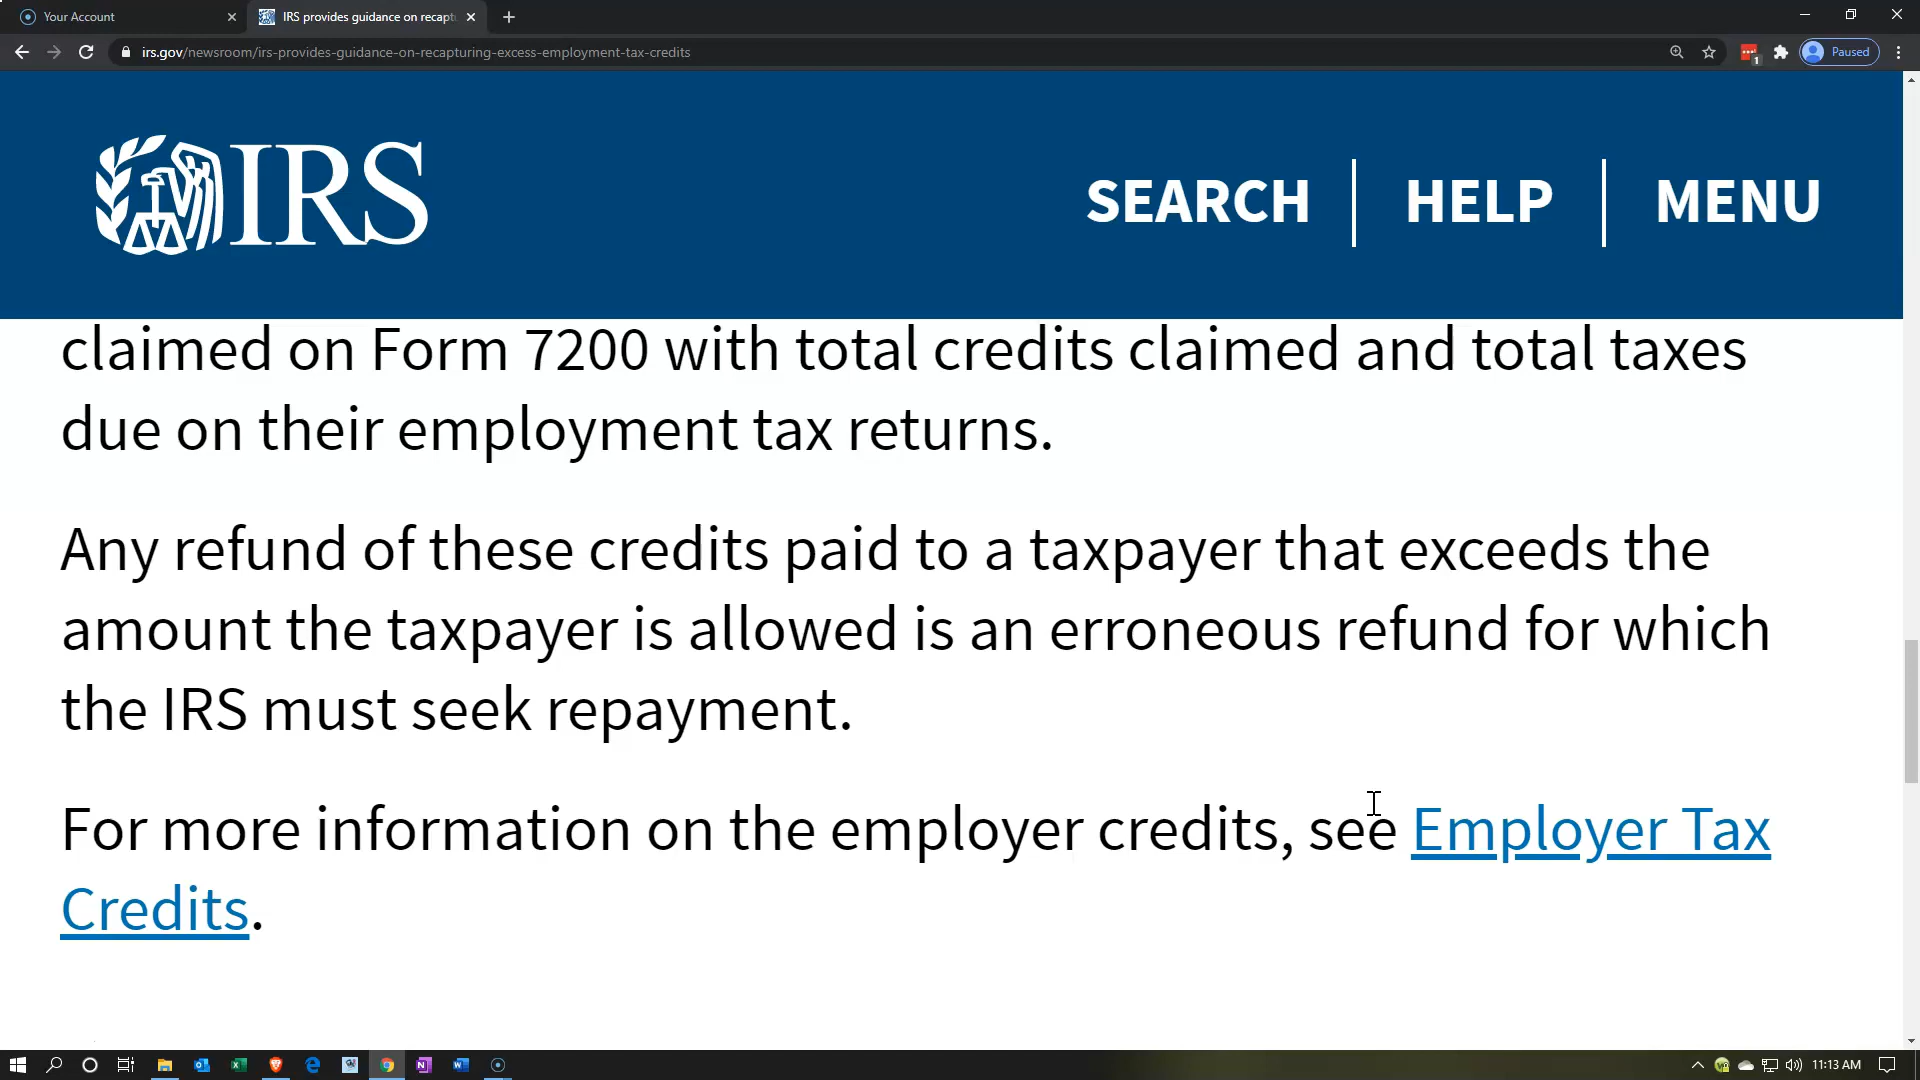 Your Account
IRS provides guidance on recapt
irs.gov/newsroom/irs-provides-guidance-on-recapturing-excess-employment-tax-credits
1
Paused
IRS
SEARCH
HELP
MENU
claimed on Form 7200 with total credits claimed and total taxes
due on their employment tax returns.
Any refund of these credits paid to a taxpayer that exceeds the
amount the taxpayer is allowed is an erroneous refund for which
the IRS must seek repayment.
For more information on the employer credits, see Employer Tax
Credits.
11:13 AM